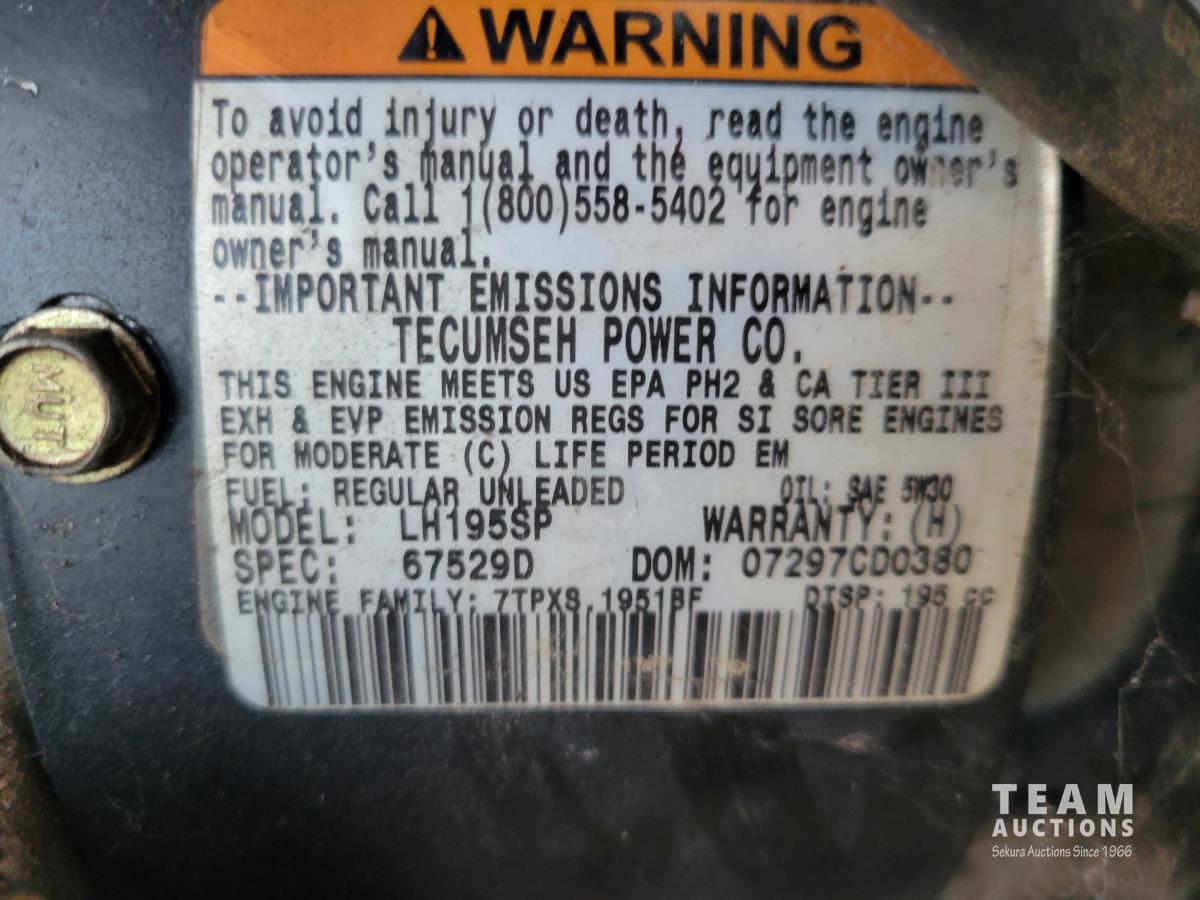 WARNING
To avoid injury or death, read the engine
operator's manual and the equipment owner's
manual. Call 1(800)558-5402 for engine
owner's manual.
--IMPORTANT EMISSIONS INFORMATION--
TECUMSEH POWER CO.
THIS ENGINE MEETS US EPA PH2 & CA TIER III
EXH & EVP EMISSION REGS FOR SI SORE ENGINES
FOR MODERATE (C) LIFE PERIOD EM
FUEL: REGULAR UNLEADED OIL: SAE 5W30
MODEL: LH195SP WARRANTY: (H)
SPEC: 67529D DOM: 07297CD0380
ENGINE FAMILY: 7TPXS.1951BF DISP: 195 cc
MUT
TEAM
AUCTIONS
Sekura Auctions Since 1966